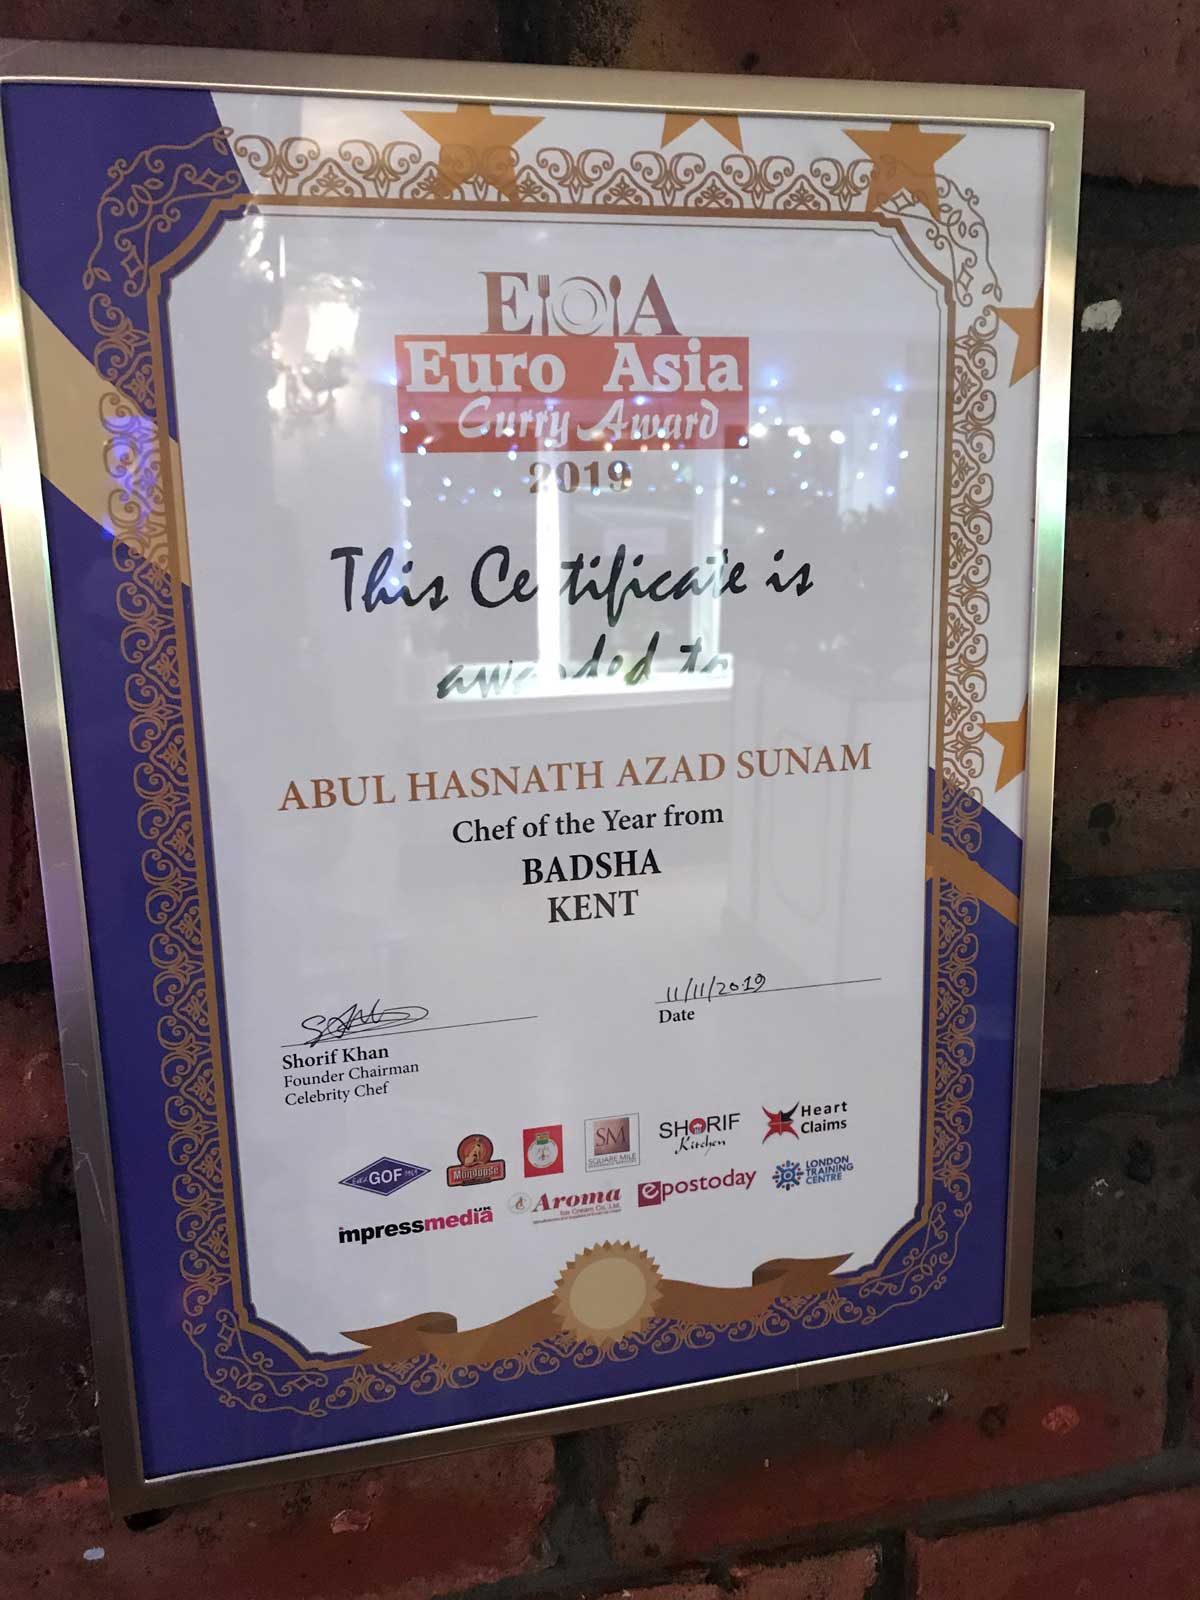 E A
Euro Asia
Curry Award
2019
This Certificate is
awarded to
ABUL HASNATH AZAD SUNAM
Chef of the Year from
BADSHA
KENT
11/11/2019
Date
Shorif Khan
Founder Chairman
Celebrity Chef
GOF
Mongoose
SM
SQUARE MILE
SHORIF
Kitchen
Heart
Claims
impressmedia UK
Aroma
Ice Cream Co. Ltd.
epostoday
LONDON
TRAINING
CENTRE